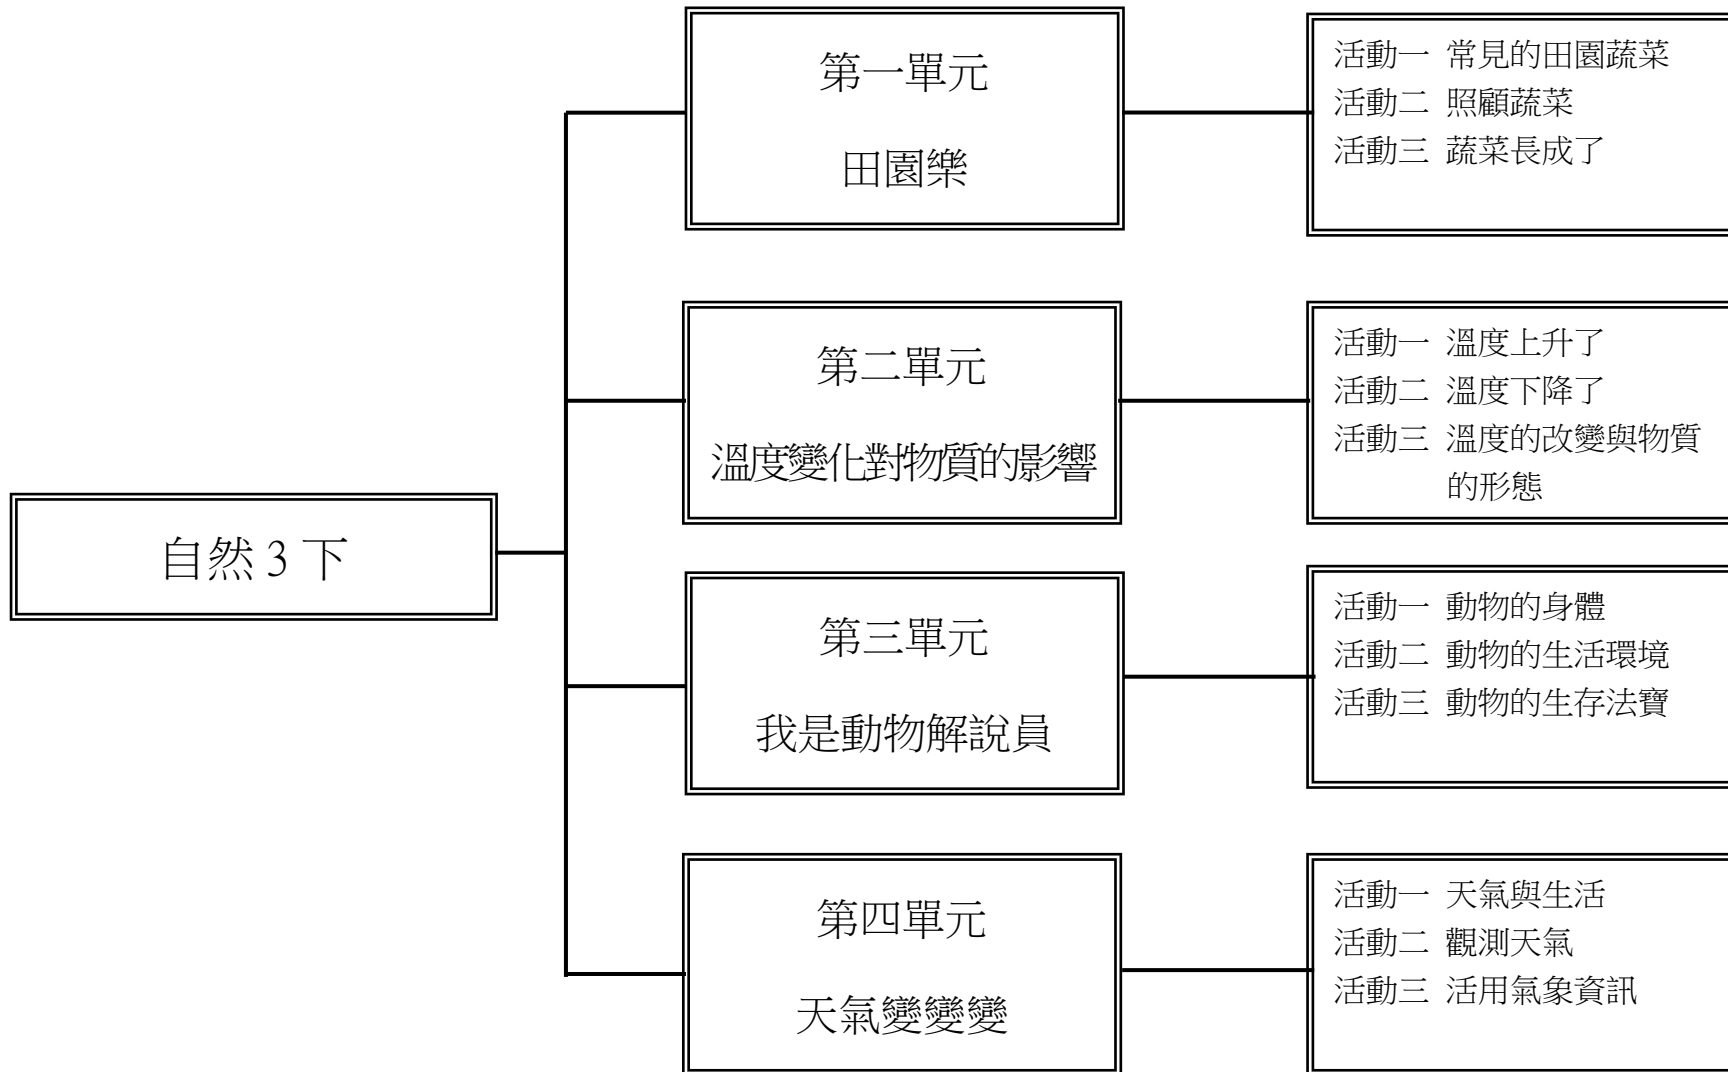 自然3下
第一單元
田園樂
活動一 常見的田園蔬菜
活動二 照顧蔬菜
活動三 蔬菜長成了
第二單元
溫度變化對物質的影響
活動一 溫度上升了
活動二 溫度下降了
活動三 溫度的改變與物質
的形態
第三單元
我是動物解說員
活動一 動物的身體
活動二 動物的生活環境
活動三 動物的生存法寶
第四單元
天氣變變變
活動一 天氣與生活
活動二 觀測天氣
活動三 活用氣象資訊